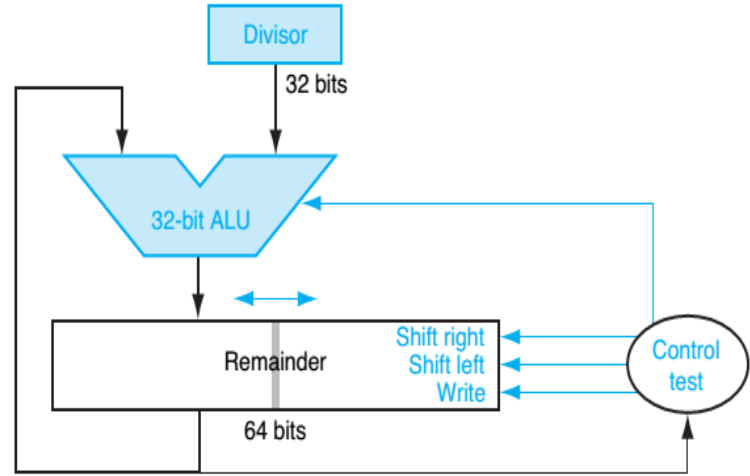 Divisor
32 bits
32-bit ALU
Remainder
Shift right
Shift left
Write
Control
test
64 bits